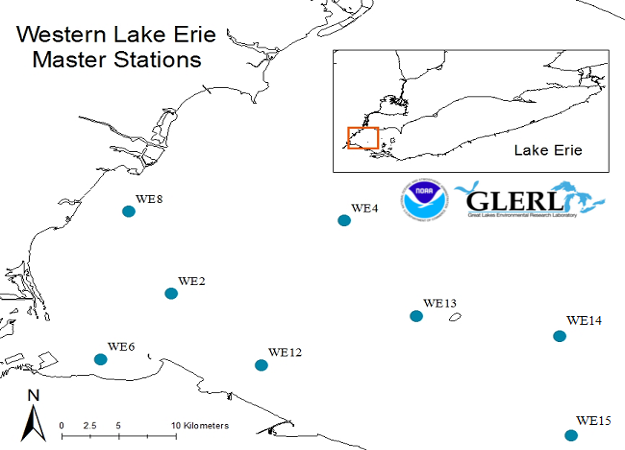 Western Lake Erie
Master Stations
Lake Erie
NOAA
GLERL
Great Lakes Environmental Research Laboratory
WE8
WE4
WE2
WE13
WE14
WE6
WE12
WE15
N
0 2.5 5 10 Kilometers